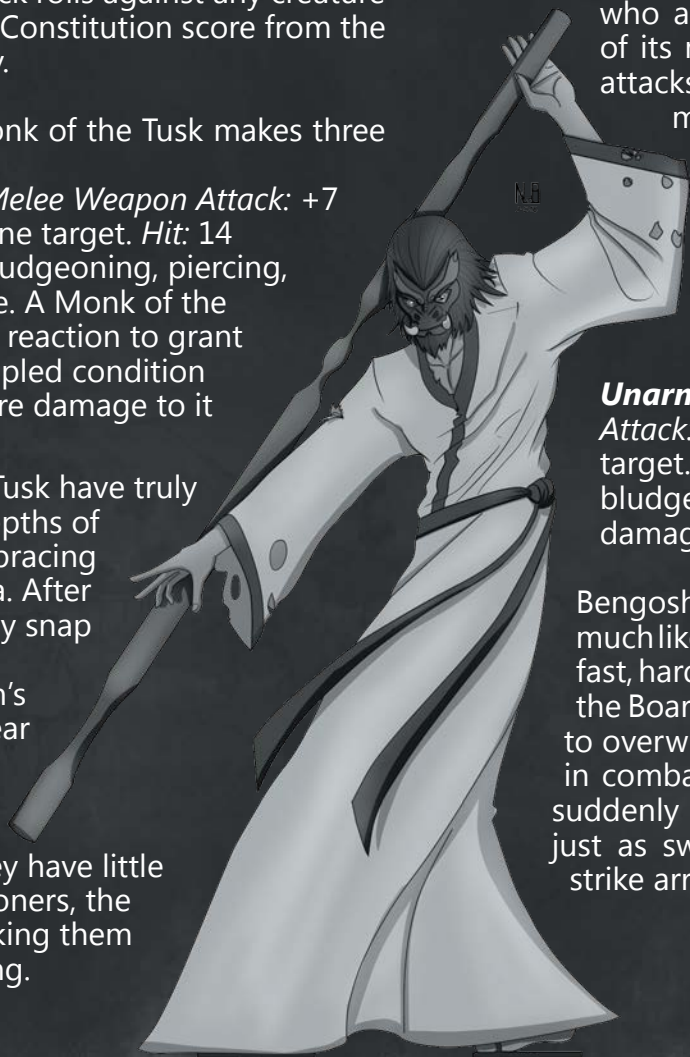 ck rolls against any creature
Constitution score from the
y.
onk of the Tusk makes three
Melee Weapon Attack: +7
ne target. Hit: 14
udgeoning, piercing,
e. A Monk of the
reaction to grant
pled condition
re damage to it
Tusk have truly
pths of
bracing
a. After
y snap
n's
ear
ey have little
oners, the
king them
ng.
N.B
who a
of its
attacks
m
Unarn
Attack.
target.
bludge
damag
Bengosh
much like
fast, hard
the Boar
to overw
in comba
suddenly
just as sw
strike arr